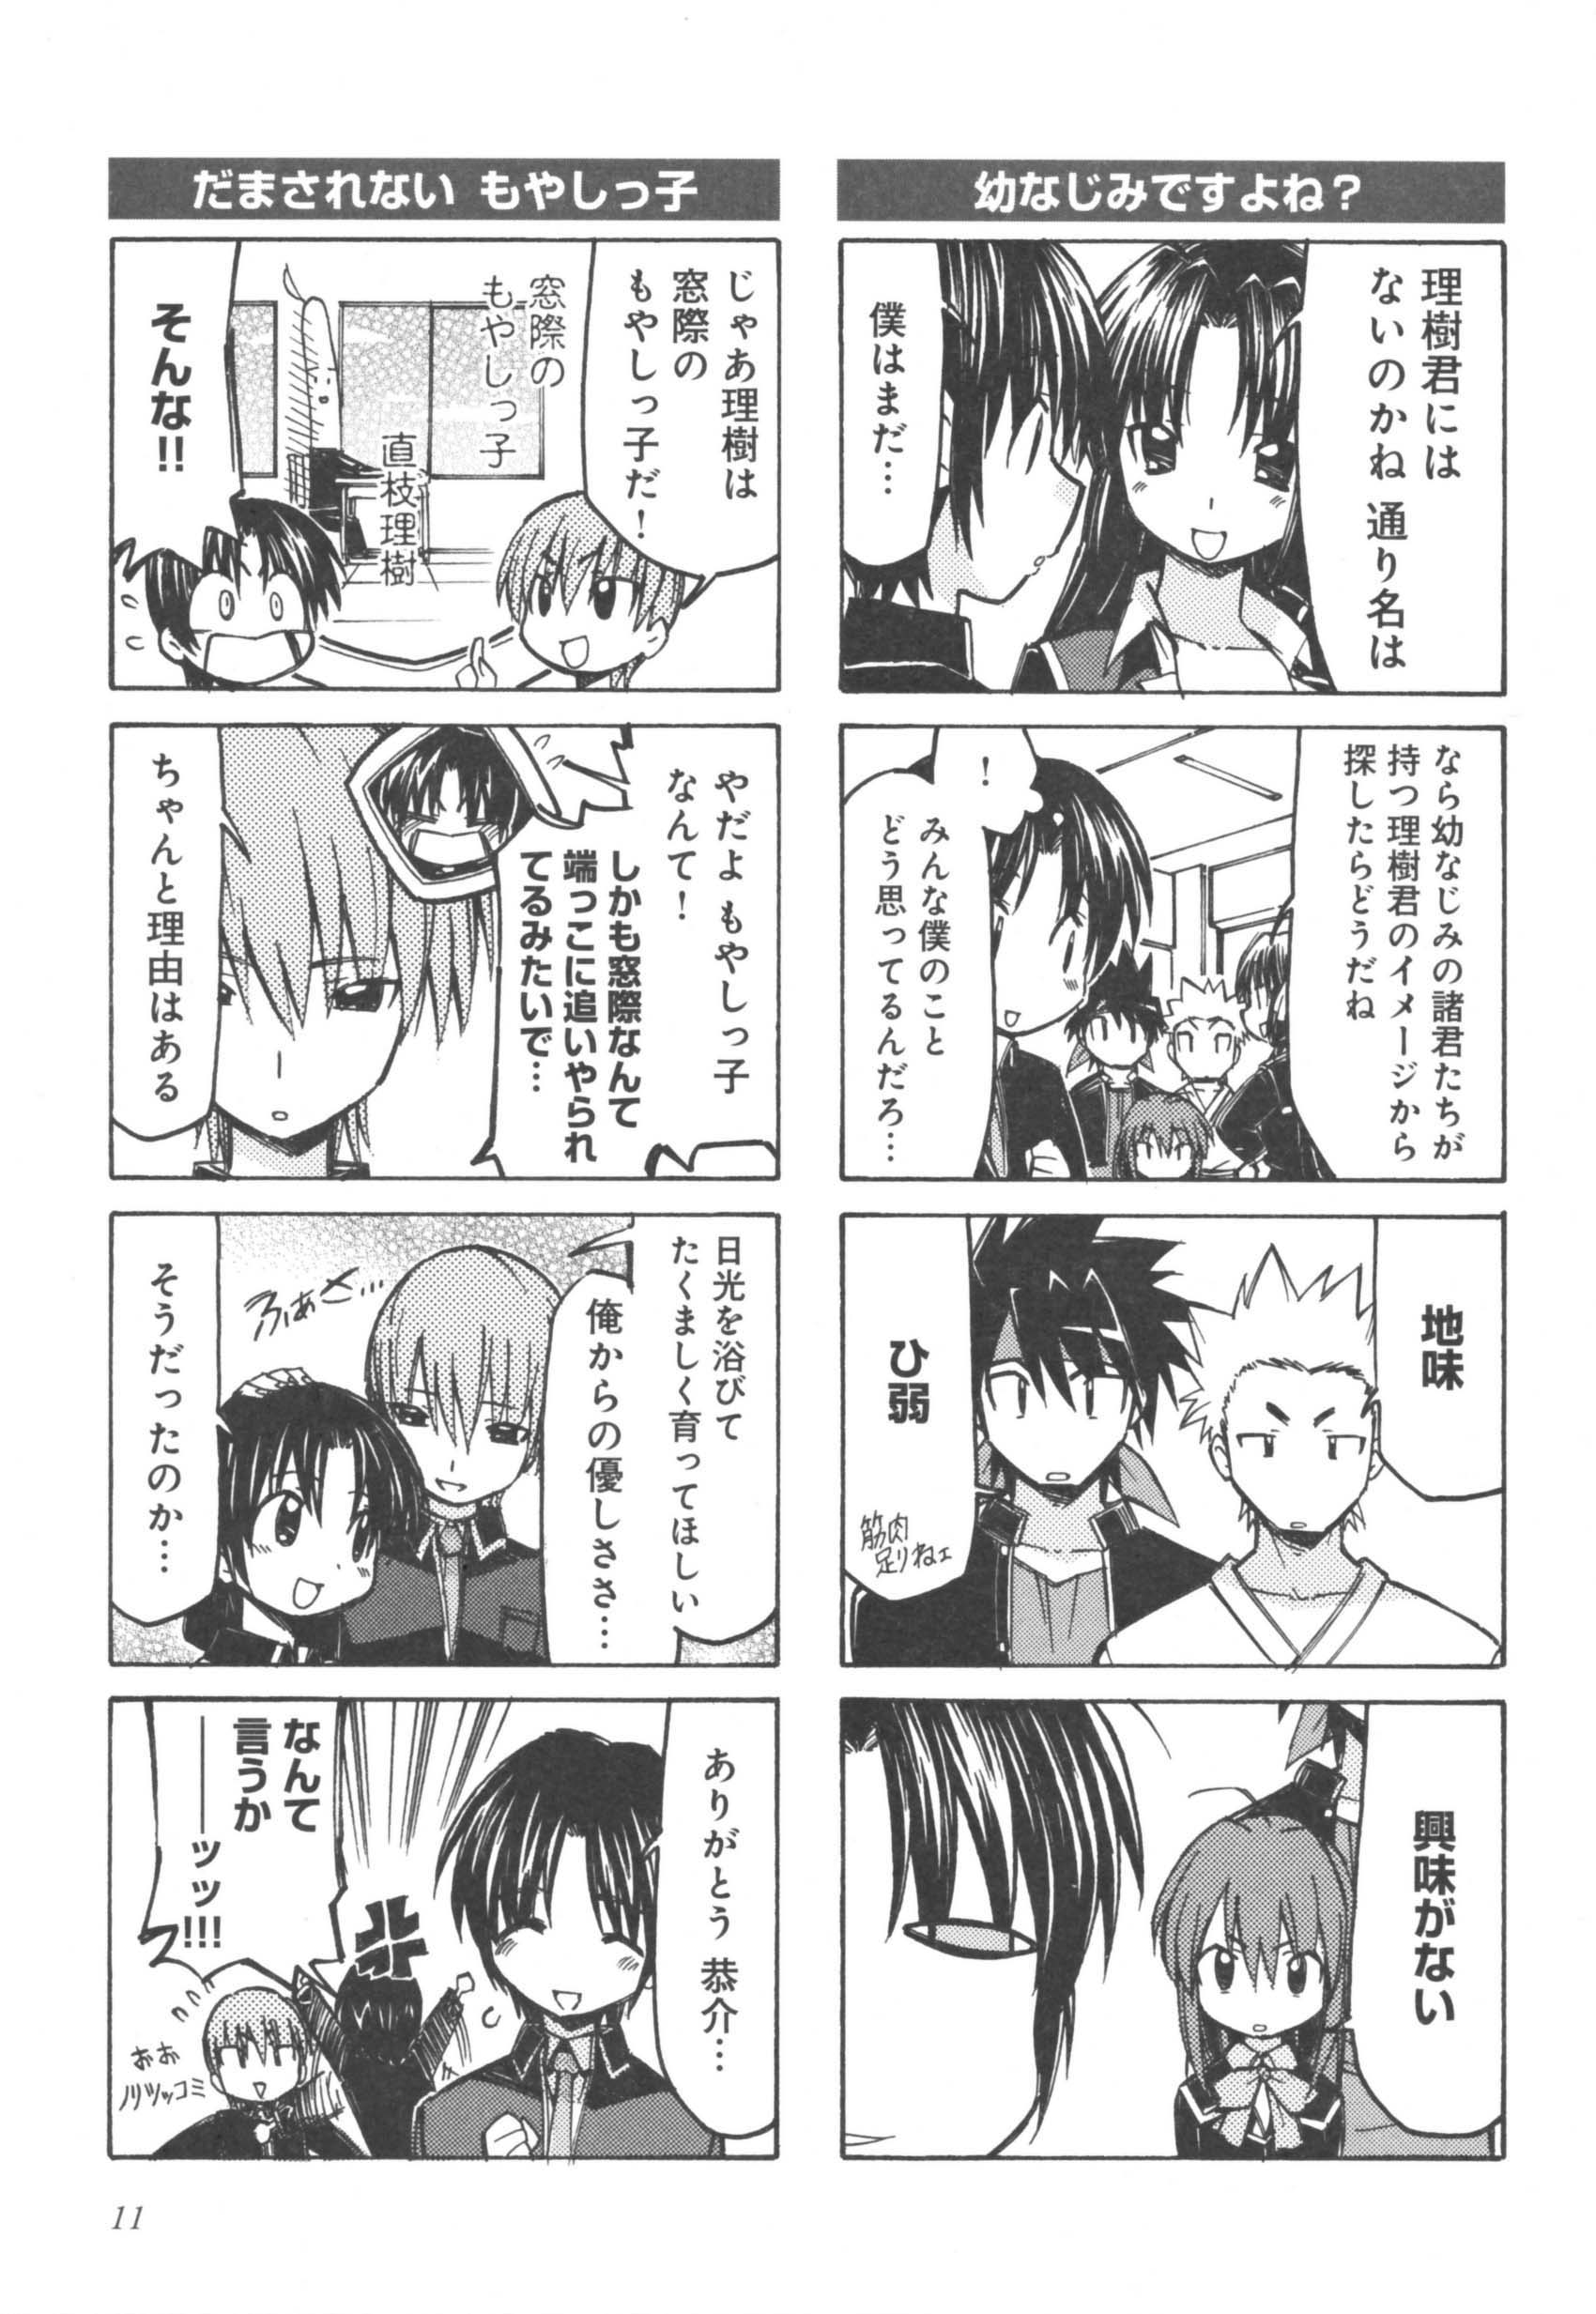 幼なじみですよね？
理樹君には
ないのかね 通り名は
僕はまだ…
なら幼なじみの諸君たちが
持つ理樹君のイメージから
探したらどうだね
！
みんな僕のこと
どう思ってるんだろ…
地味
ひ弱
筋肉
足りねェ
興味がない
だまされない もやしっ子
じゃあ理樹は
窓際の
もやしっ子だ！
窓際の
もやしっ子
直枝理樹
そんな!!
やだよ もやしっ子
なんて！
しかも窓際なんて
端っこに追いやられ
てるみたいで…
ちゃんと理由はある
日光を浴びて
たくましく育ってほしい
俺からの優しささ…
ふぁさ…
そうだったのか…
ありがとう 恭介…
なんて
言うか
――ッッ!!!
おお
ノリツッコミ
11